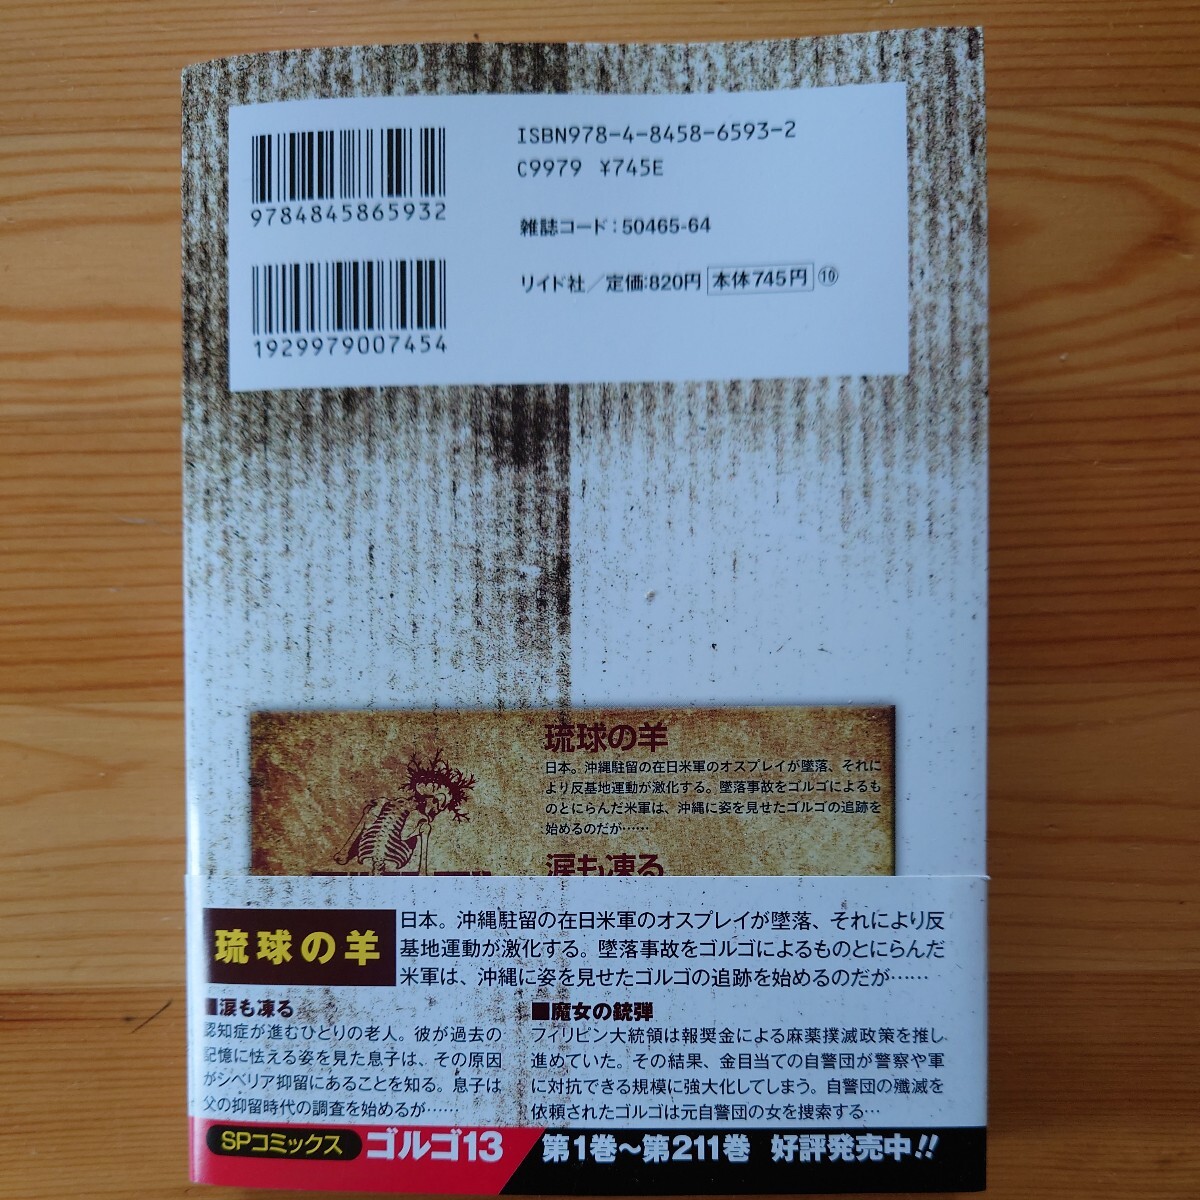 ISBN978-4-8458-6593-2
C9979 ¥745E
9784845865932
雑誌コード：50465-64
リイド社／定価:820円 本体745円 ⑩
1929979007454
琉球の羊
日本。沖縄駐留の在日米軍のオスプレイが墜落、それに
より反基地運動が激化する。墜落事故をゴルゴによるも
のとにらんだ米軍は、沖縄に姿を見せたゴルゴの追跡を
始めるのだが……
涙も凍る
琉球の羊
日本。沖縄駐留の在日米軍のオスプレイが墜落、それにより反
基地運動が激化する。墜落事故をゴルゴによるものとにらんだ
米軍は、沖縄に姿を見せたゴルゴの追跡を始めるのだが……
■涙も凍る
認知症が進むひとりの老人。彼が過去の
記憶に怯える姿を見た息子は、その原因
がシベリア抑留にあることを知る。息子は
父の抑留時代の調査を始めるが……
■魔女の銃弾
フィリピン大統領は報奨金による麻薬撲滅政策を推し
進めていた。その結果、金目当ての自警団が警察や軍
に対抗できる規模に強大化してしまう。自警団の殲滅を
依頼されたゴルゴは元自警団の女を捜索する…
SPコミックス ゴルゴ13 第1巻〜第211巻 好評発売中!!